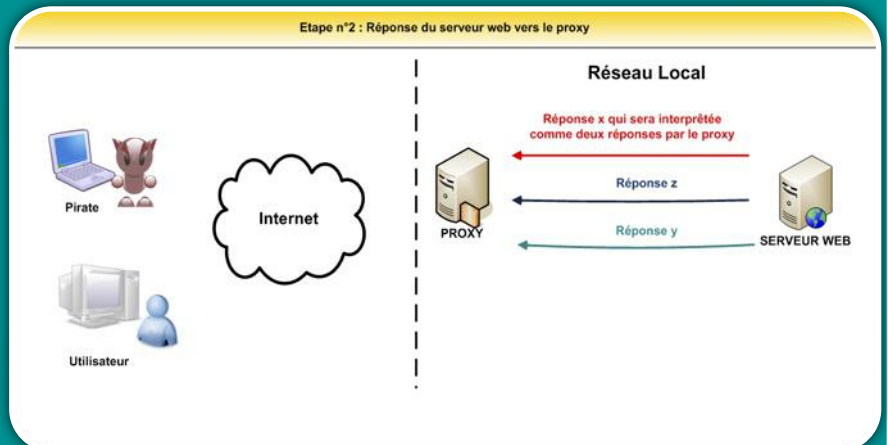 Etape n°2 : Réponse du serveur web vers le proxy
Réseau Local
Réponse x qui sera interprêtée
comme deux réponses par le proxy
Pirate
Internet
Réponse z
PROXY
Réponse y
SERVEUR WEB
Utilisateur